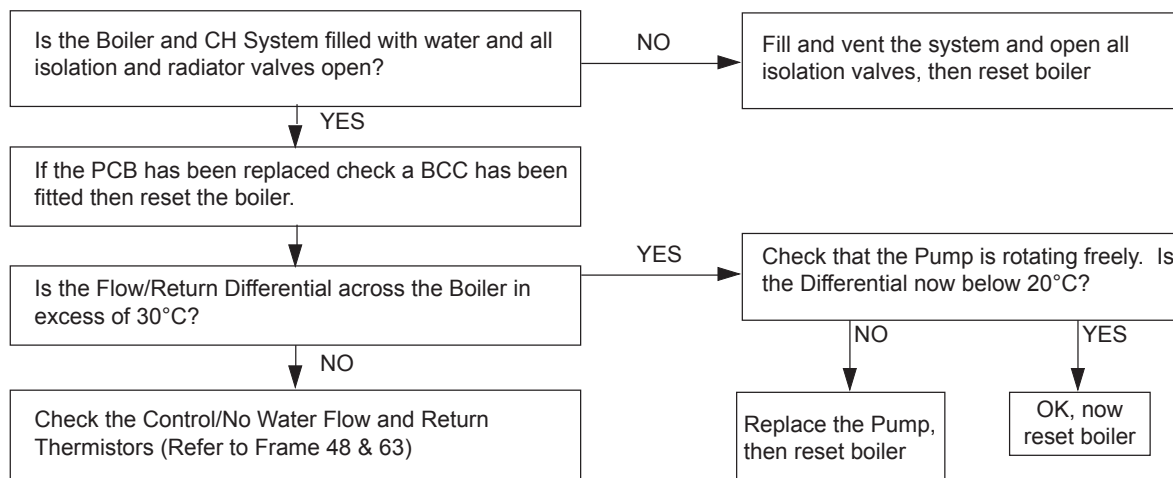 Is the Boiler and CH System filled with water and all
isolation and radiator valves open?
NO
Fill and vent the system and open all
isolation valves, then reset boiler
YES
If the PCB has been replaced check a BCC has been
fitted then reset the boiler.
Is the Flow/Return Differential across the Boiler in
excess of 30°C?
YES
Check that the Pump is rotating freely. Is
the Differential now below 20°C?
NO
Check the Control/No Water Flow and Return
Thermistors (Refer to Frame 48 & 63)
NO
Replace the Pump,
then reset boiler
YES
OK, now
reset boiler